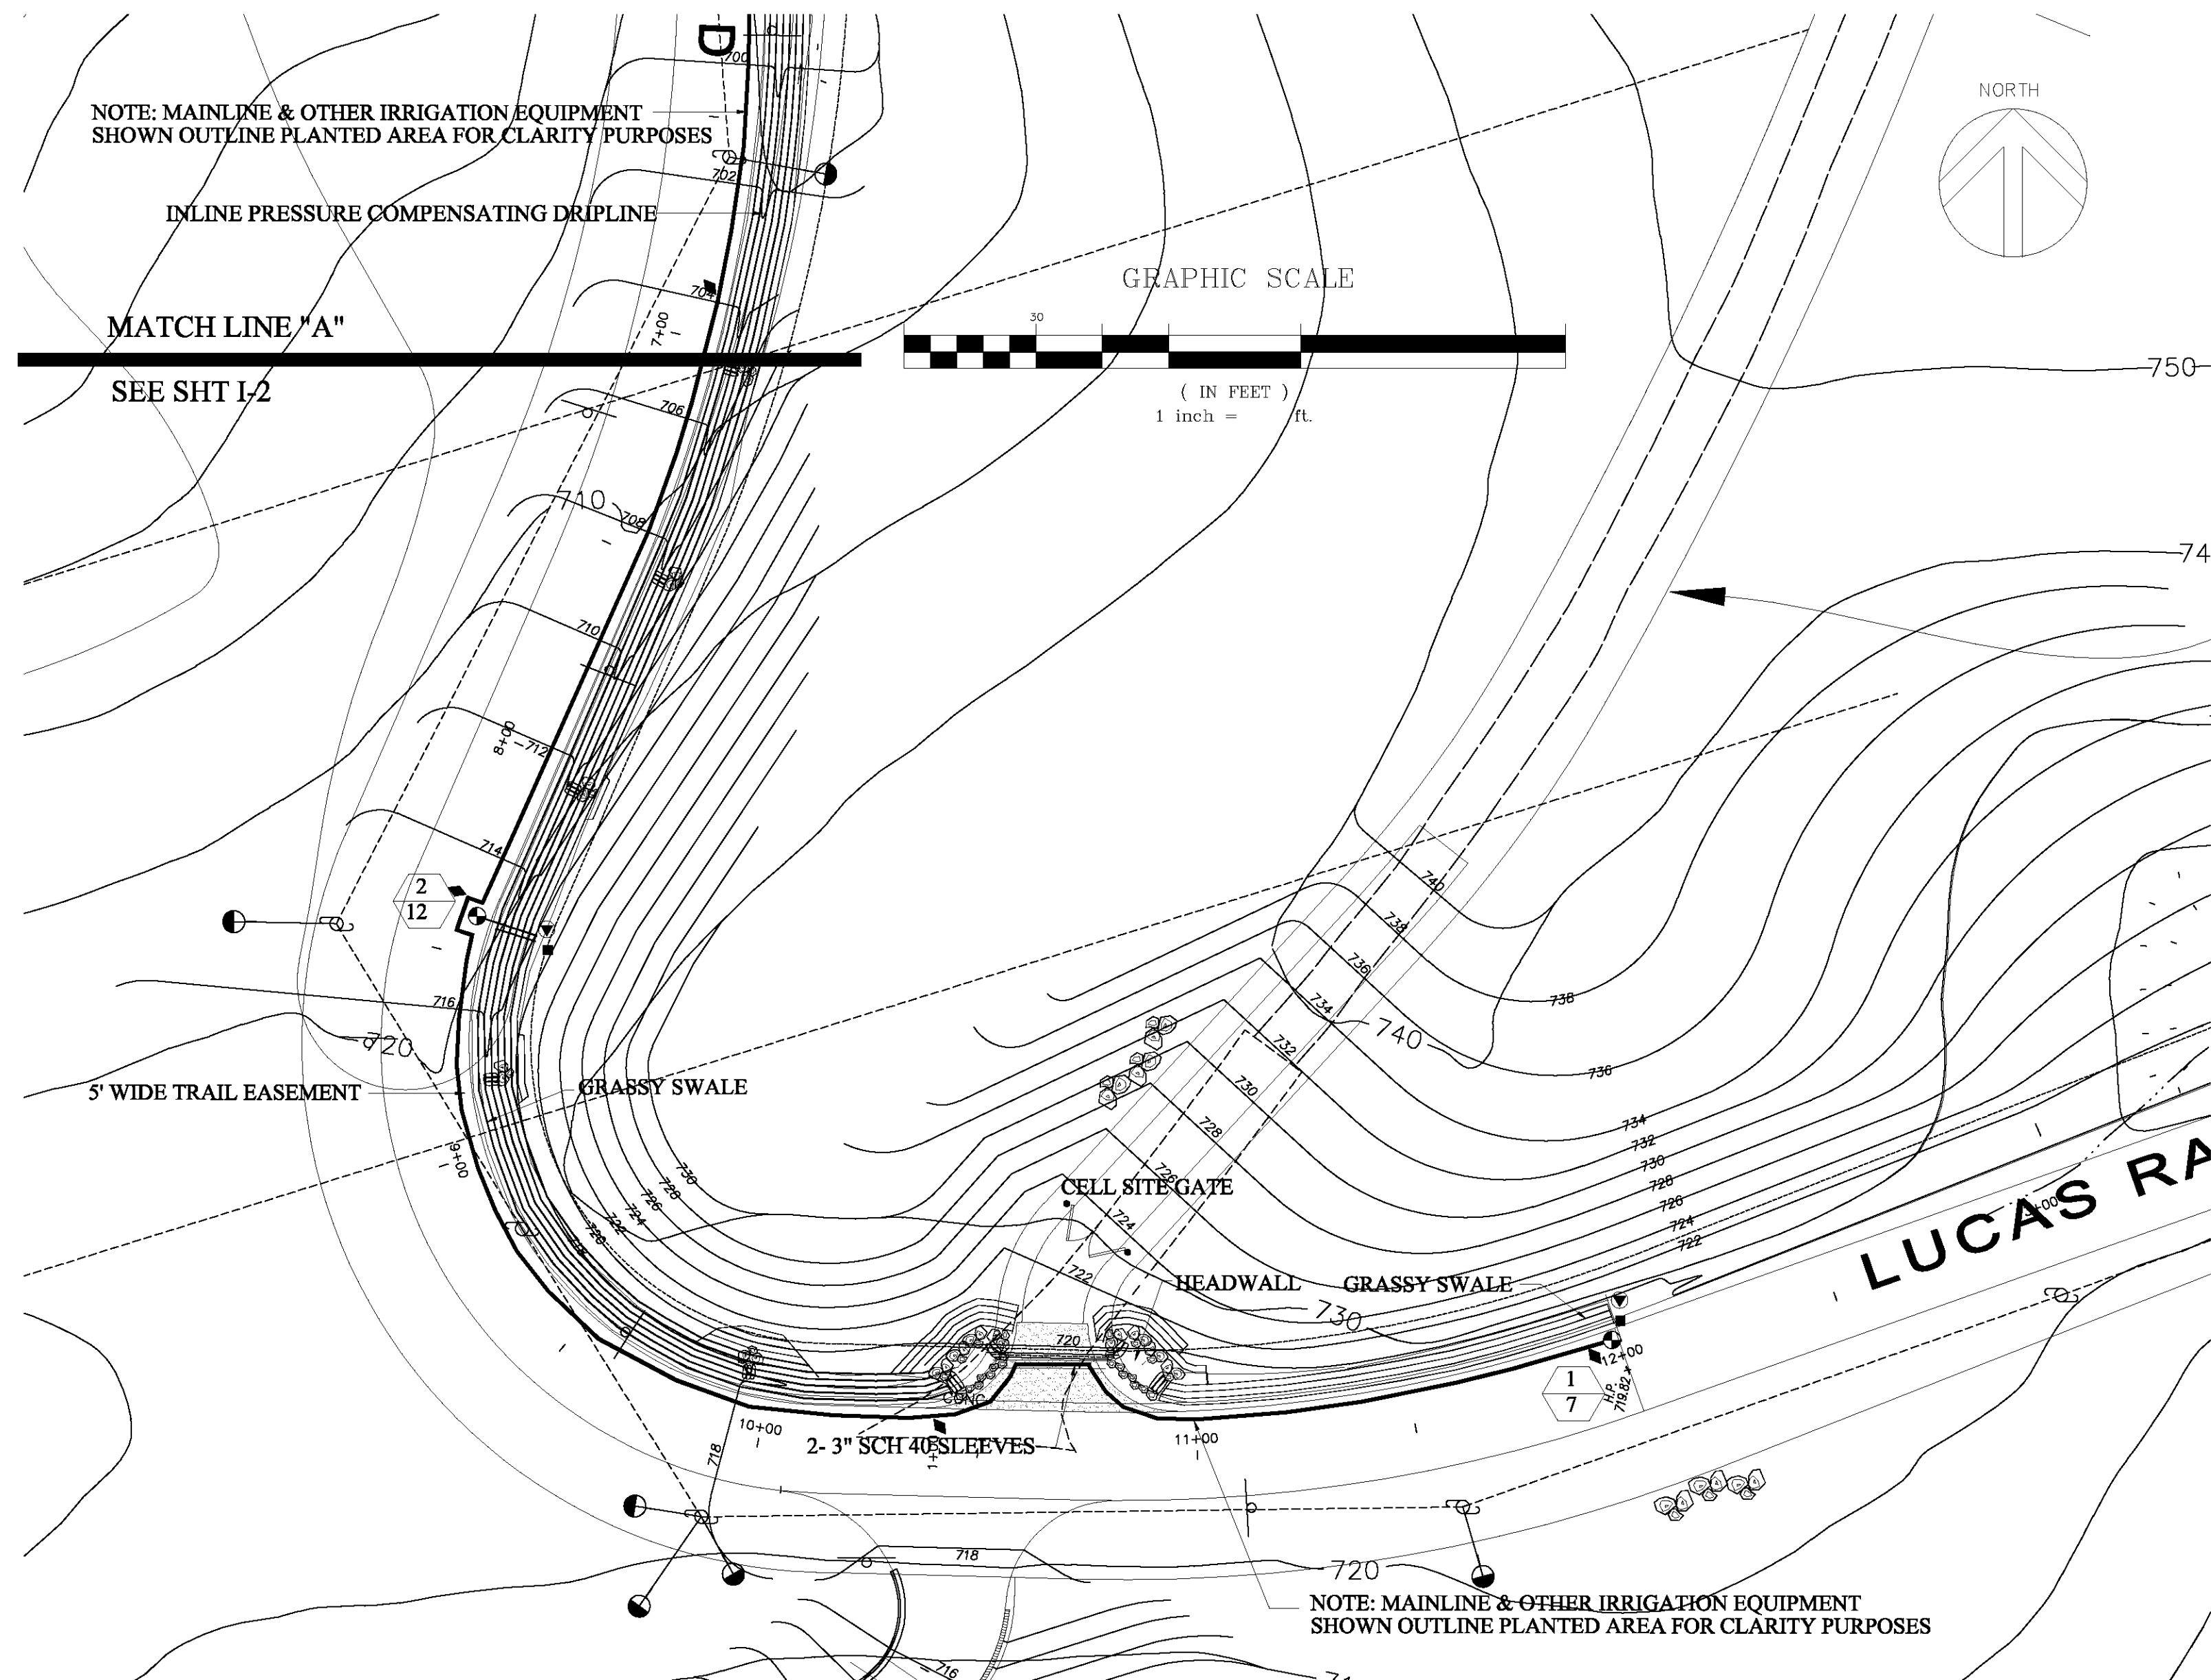 D
700
NORTH
NOTE: MAINLINE & OTHER IRRIGATION EQUIPMENT
SHOWN OUTLINE PLANTED AREA FOR CLARITY PURPOSES
702
INLINE PRESSURE COMPENSATING DRIPLINE
GRAPHIC SCALE
704
30
7+00
MATCH LINE "A"
SEE SHT I-2
( IN FEET )
1 inch = ft.
750
706
710
708
74
710
8+00
712
714
2
12
740
738
736
734
738
716
720
740
732
736
730
5' WIDE TRAIL EASEMENT
GRASSY SWALE
728
734
732
9+00
730
730
728
726
728
726
724
722
720
718
CELL SITE GATE
724
726
724
722
LUCAS RA
722
HEADWALL
GRASSY SWALE
730
720
12+00
H.P.
719.82 +
1
7
CONC
10+00
718
2- 3" SCH 40 SLEEVES
11+00
718
720
NOTE: MAINLINE & OTHER IRRIGATION EQUIPMENT
SHOWN OUTLINE PLANTED AREA FOR CLARITY PURPOSES
716